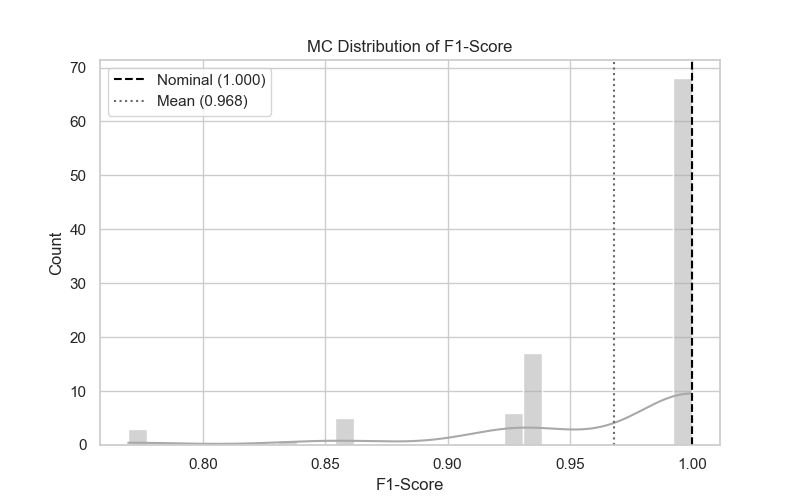 MC Distribution of F1-Score
Nominal (1.000)
Mean (0.968)
Count
70
60
50
40
30
20
10
0
0.80 0.85 0.90 0.95 1.00
F1-Score